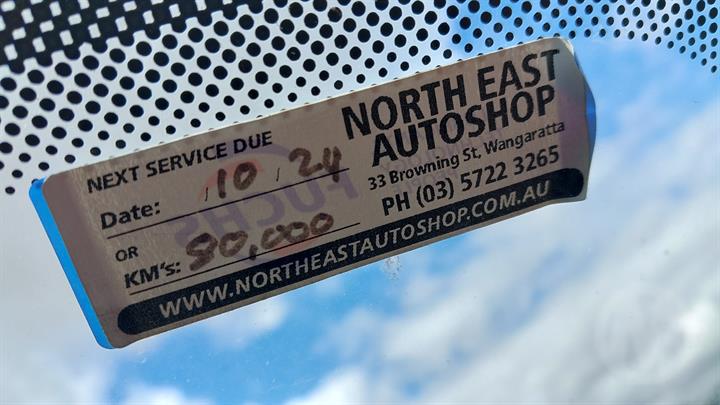 NORTH EAST
AUTOSHOP
33 Browning St, Wangaratta
PH (03) 5722 3265
NEXT SERVICE DUE
Date: / 10 / 24
OR
KM's: 90,000
WWW.NORTHEASTAUTOSHOP.COM.AU
FUCHS